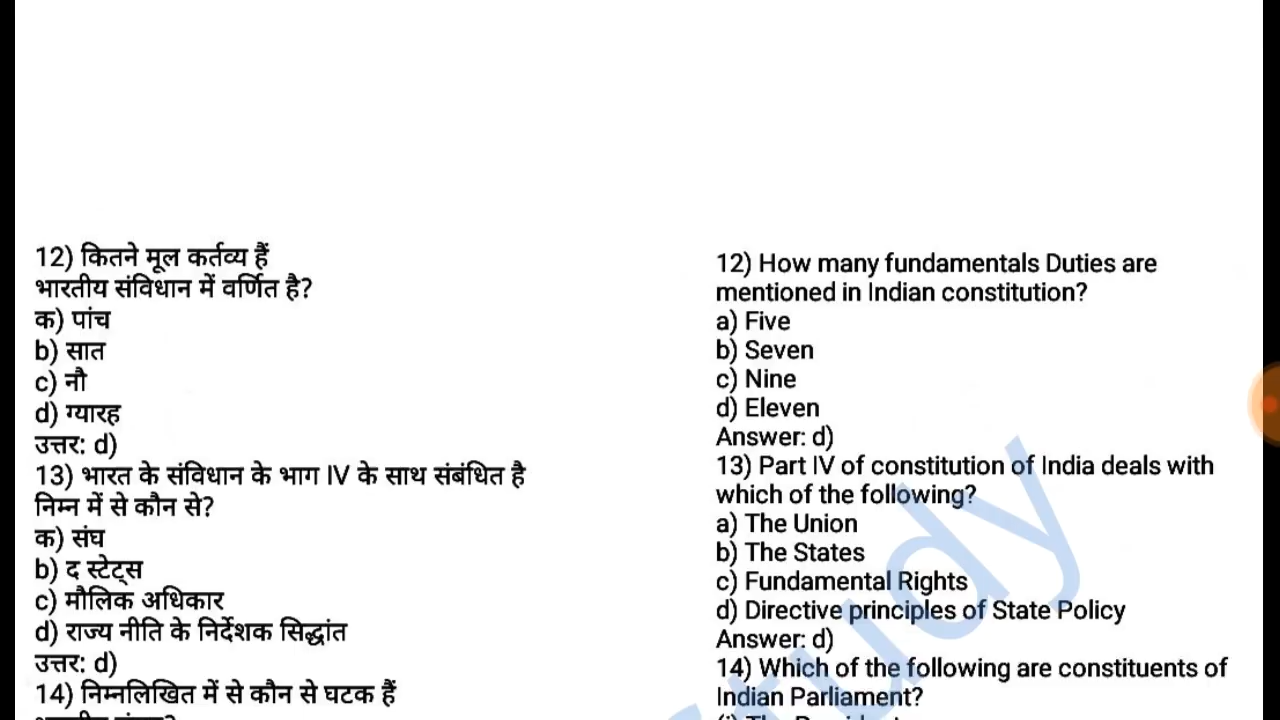 12) कितने मूल कर्तव्य हैं
भारतीय संविधान में वर्णित है?
क) पांच
b) सात
c) नौ
d) ग्यारह
उत्तर: d)
13) भारत के संविधान के भाग IV के साथ संबंधित है
निम्न में से कौन से?
क) संघ
b) द स्टेट्स
c) मौलिक अधिकार
d) राज्य नीति के निर्देशक सिद्धांत
उत्तर: d)
14) निम्नलिखित में से कौन से घटक हैं
12) How many fundamentals Duties are
mentioned in Indian constitution?
a) Five
b) Seven
c) Nine
d) Eleven
Answer: d)
13) Part IV of constitution of India deals with
which of the following?
a) The Union
b) The States
c) Fundamental Rights
d) Directive principles of State Policy
Answer: d)
14) Which of the following are constituents of
Indian Parliament?
(i) The President
tudy